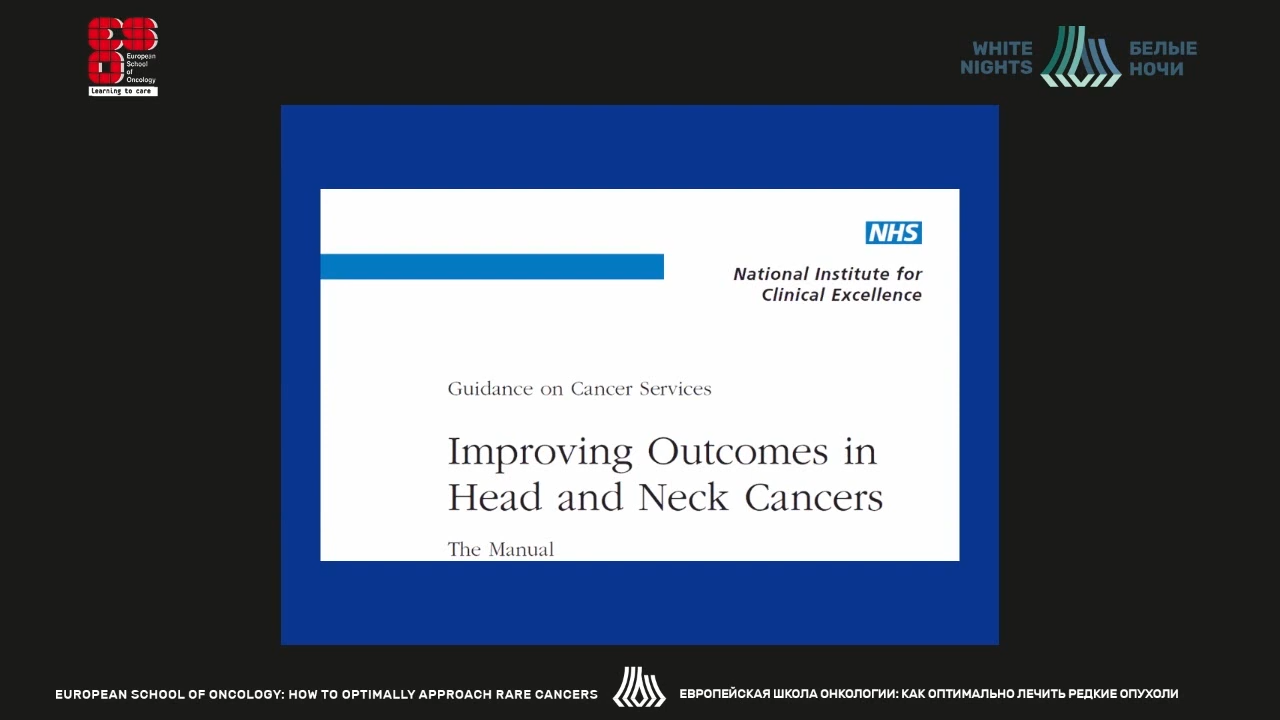 ESO
European
School
of
Oncology
Learning to care
WHITE
NIGHTS
БЕЛЫЕ
НОЧИ
NHS
National Institute for
Clinical Excellence
Guidance on Cancer Services
Improving Outcomes in
Head and Neck Cancers
The Manual
EUROPEAN SCHOOL OF ONCOLOGY: HOW TO OPTIMALLY APPROACH RARE CANCERS
ЕВРОПЕЙСКАЯ ШКОЛА ОНКОЛОГИИ: КАК ОПТИМАЛЬНО ЛЕЧИТЬ РЕДКИЕ ОПУХОЛИ